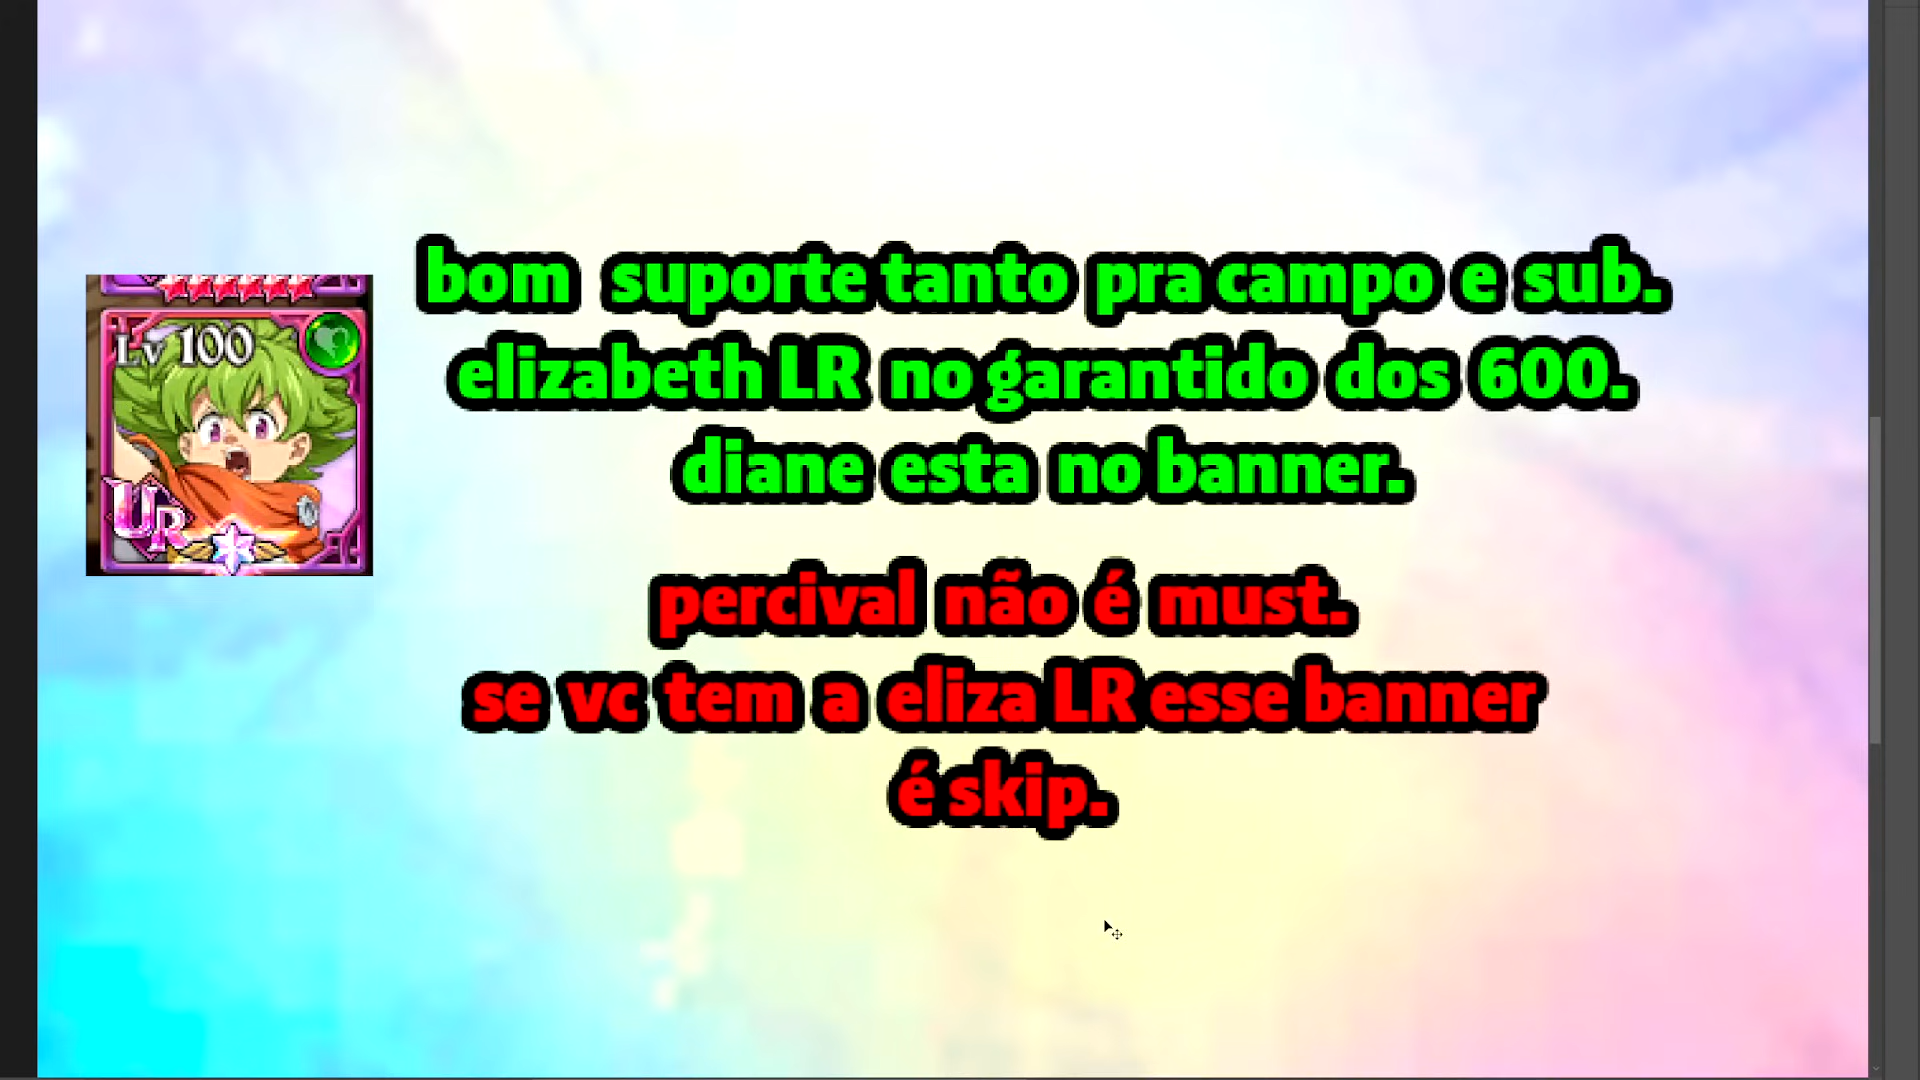 bom suporte tanto pra campo e sub.
elizabeth LR no garantido dos 600.
diane esta no banner.
Lv 100
UR
percival não é must.
se vc tem a eliza LR esse banner
é skip.